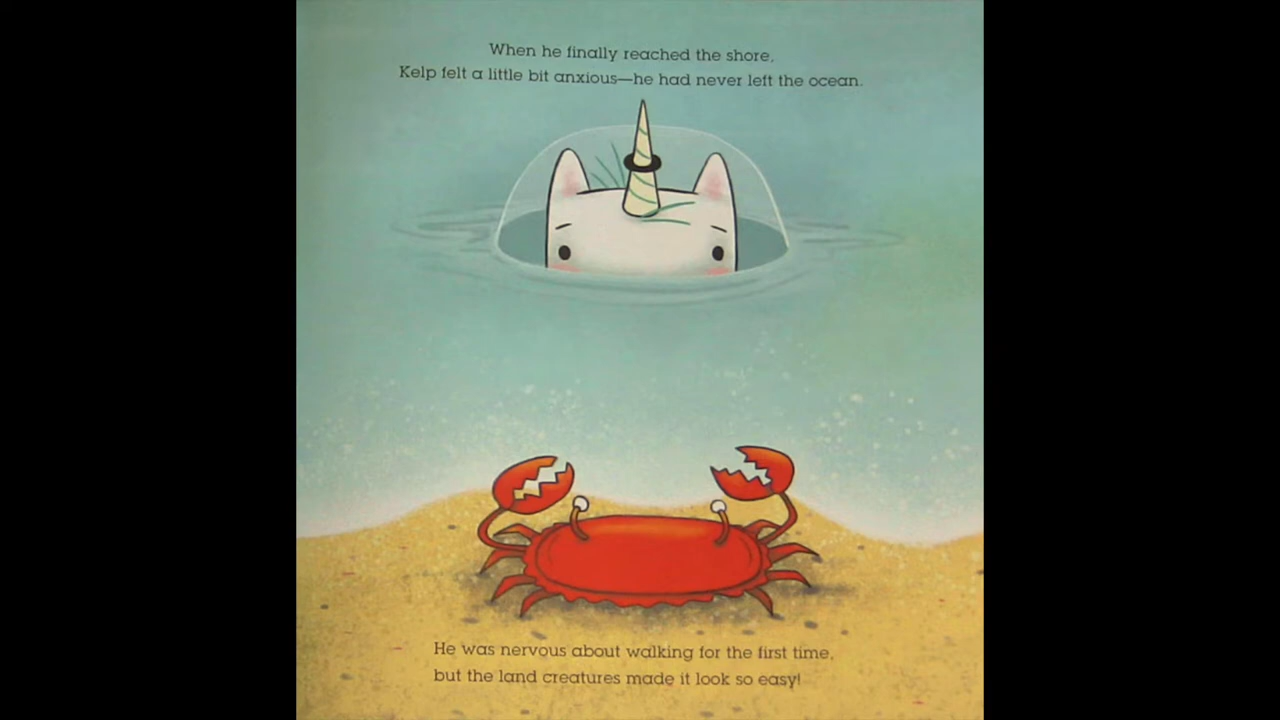 When he finally reached the shore,
Kelp felt a little bit anxious—he had never left the ocean.
He was nervous about walking for the first time,
but the land creatures made it look so easy!